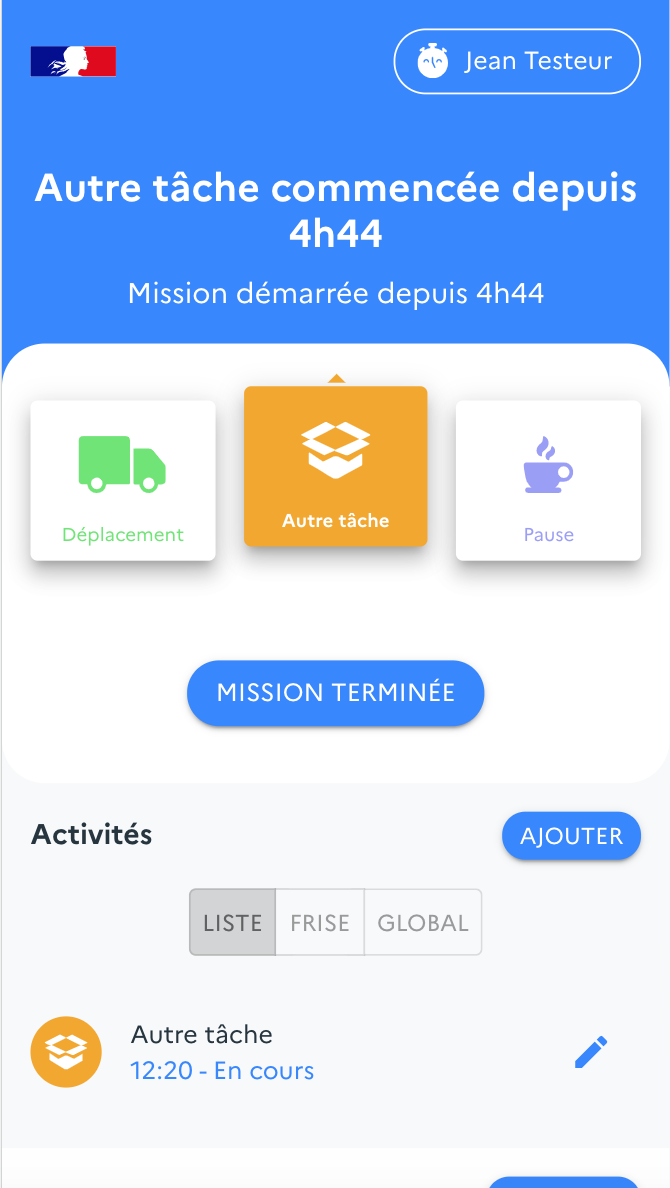 Jean Testeur
Autre tâche commencée depuis
4h44
Mission démarrée depuis 4h44
Déplacement
Autre tâche
Pause
MISSION TERMINÉE
Activités
AJOUTER
LISTE
FRISE
GLOBAL
Autre tâche
12:20 - En cours